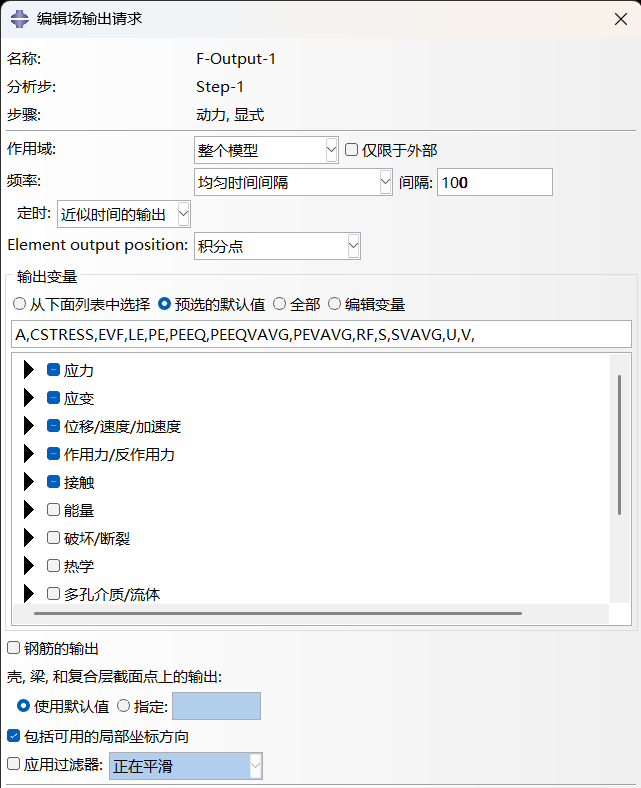 编辑场输出请求
名称: F-Output-1
分析步: Step-1
步骤: 动力, 显式
作用域: 整个模型 仅限于外部
频率: 均匀时间间隔 间隔: 100
定时: 近似时间的输出
Element output position: 积分点
输出变量
从下面列表中选择 预选的默认值 全部 编辑变量
A,CSTRESS,EVF,LE,PE,PEEQ,PEEQVAVG,PEVAVG,RF,S,SVAVG,U,V,
应力
应变
位移/速度/加速度
作用力/反作用力
接触
能量
破坏/断裂
热学
多孔介质/流体
钢筋的输出
壳, 梁, 和复合层截面点上的输出:
使用默认值 指定:
包括可用的局部坐标方向
应用过滤器: 正在平滑